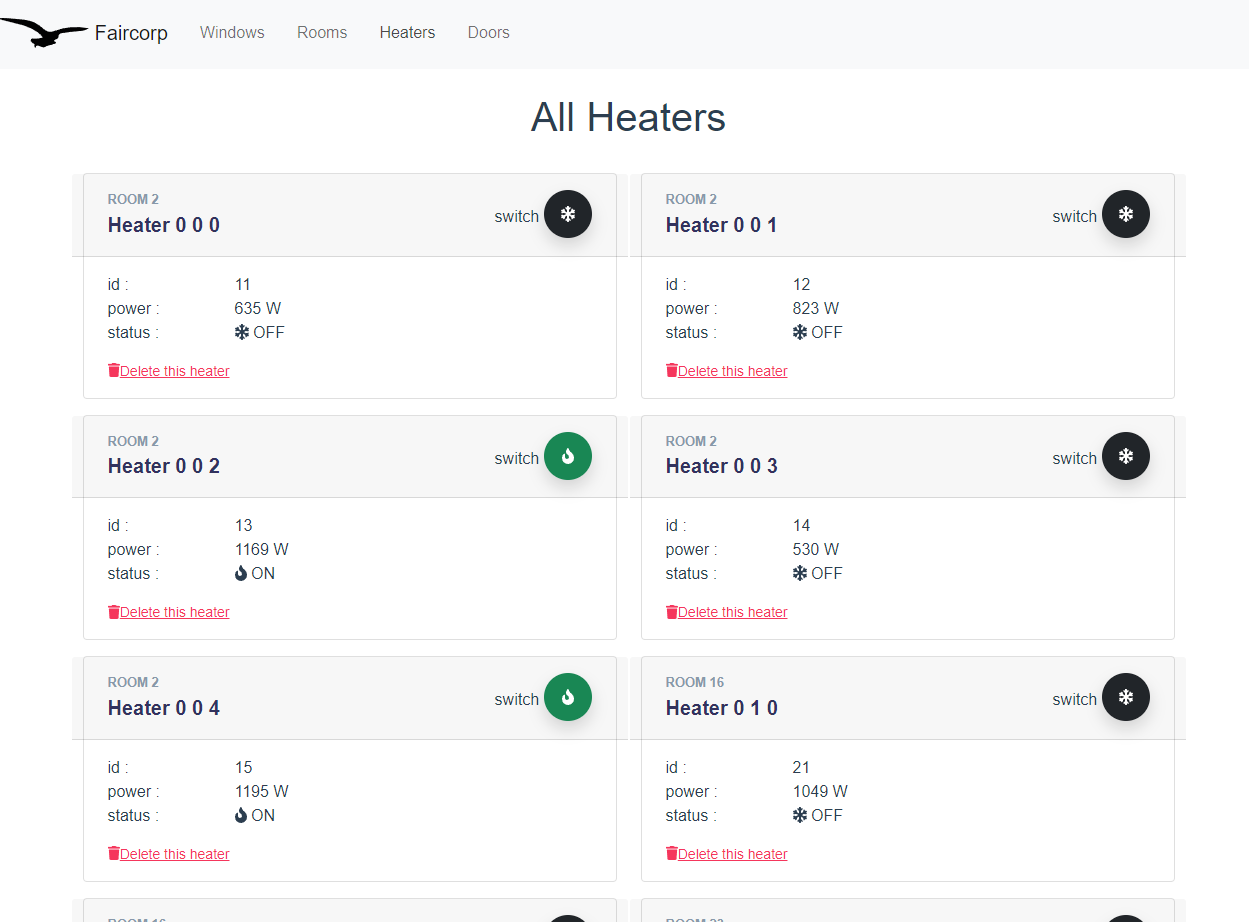 Faircorp Windows Rooms Heaters Doors
All Heaters
ROOM 2
Heater 0 0 0
switch
id : 11
power : 635 W
status : OFF
Delete this heater
ROOM 2
Heater 0 0 1
switch
id : 12
power : 823 W
status : OFF
Delete this heater
ROOM 2
Heater 0 0 2
switch
id : 13
power : 1169 W
status : ON
Delete this heater
ROOM 2
Heater 0 0 3
switch
id : 14
power : 530 W
status : OFF
Delete this heater
ROOM 2
Heater 0 0 4
switch
id : 15
power : 1195 W
status : ON
Delete this heater
ROOM 16
Heater 0 1 0
switch
id : 21
power : 1049 W
status : OFF
Delete this heater